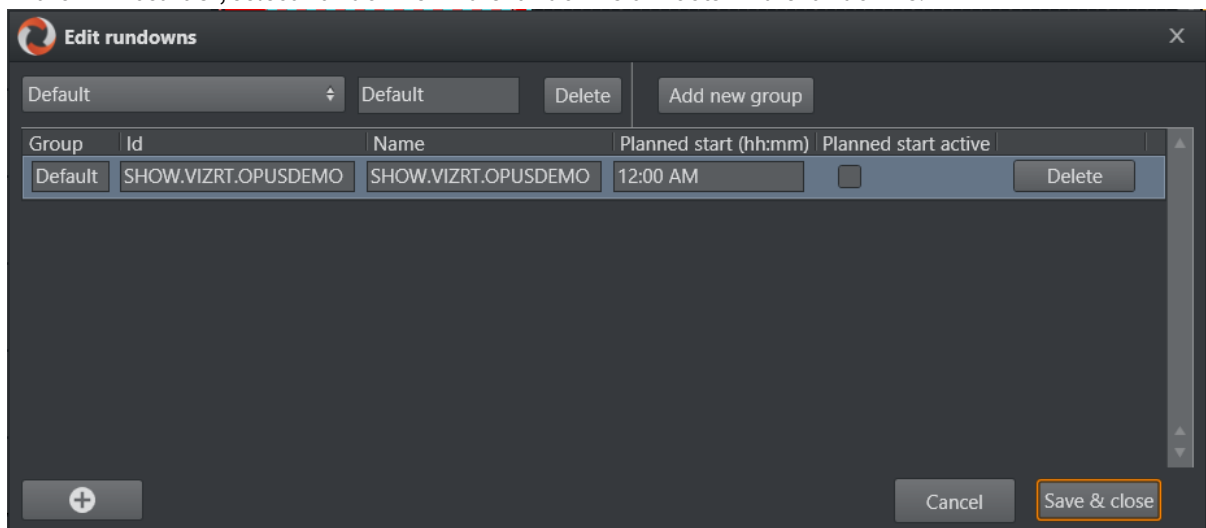 Edit rundowns X
Default Default Delete Add new group
Group Id Name Planned start (hh:mm) Planned start active
Default SHOW.VIZRT.OPUSDEMO SHOW.VIZRT.OPUSDEMO 12:00 AM Delete
Cancel Save & close